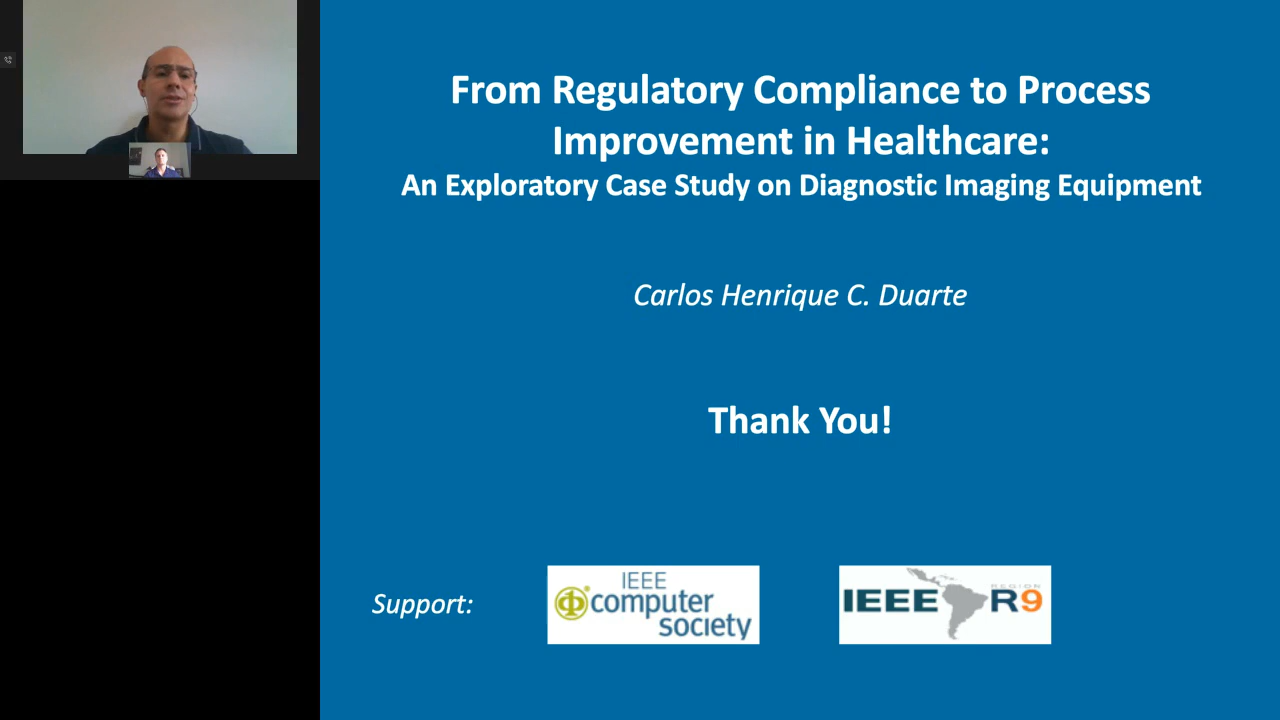 From Regulatory Compliance to Process
Improvement in Healthcare:
An Exploratory Case Study on Diagnostic Imaging Equipment
Carlos Henrique C. Duarte
Thank You!
Support:
IEEE
computer
society
REGION
IEEE R9